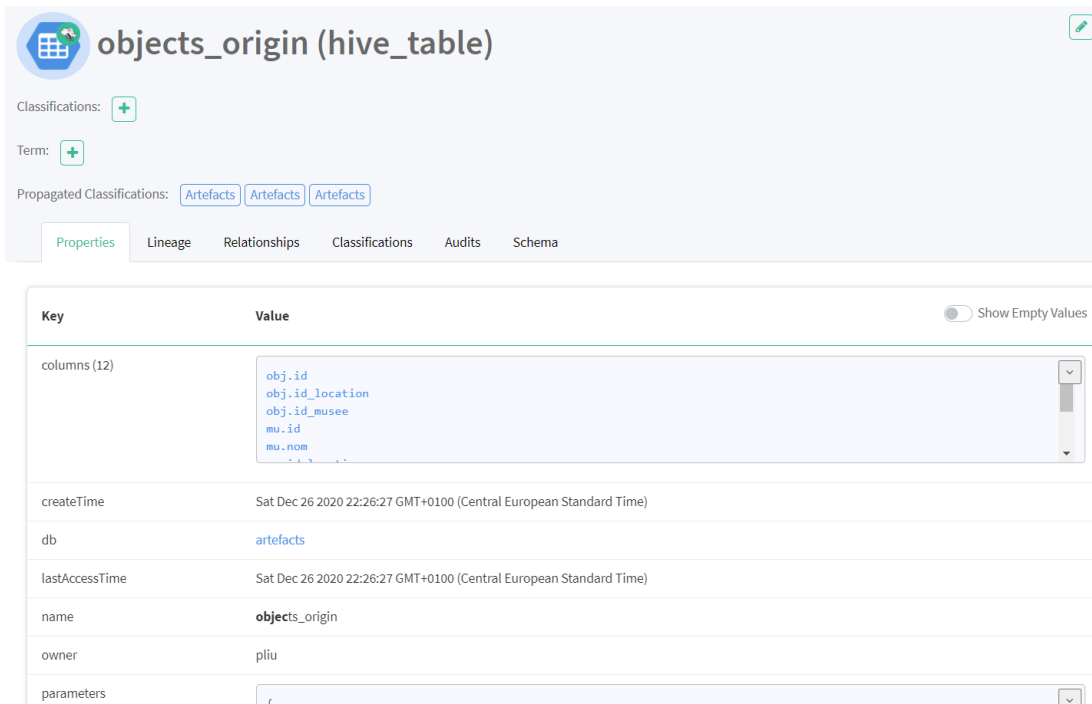 objects_origin (hive_table)
Classifications:
Term:
Propagated Classifications: Artefacts Artefacts Artefacts
Properties Lineage Relationships Classifications Audits Schema
Key Value Show Empty Values
columns (12)
obj.id
obj.id_location
obj.id_musee
mu.id
mu.nom
createTime Sat Dec 26 2020 22:26:27 GMT+0100 (Central European Standard Time)
db artefacts
lastAccessTime Sat Dec 26 2020 22:26:27 GMT+0100 (Central European Standard Time)
name objects_origin
owner pliu
parameters